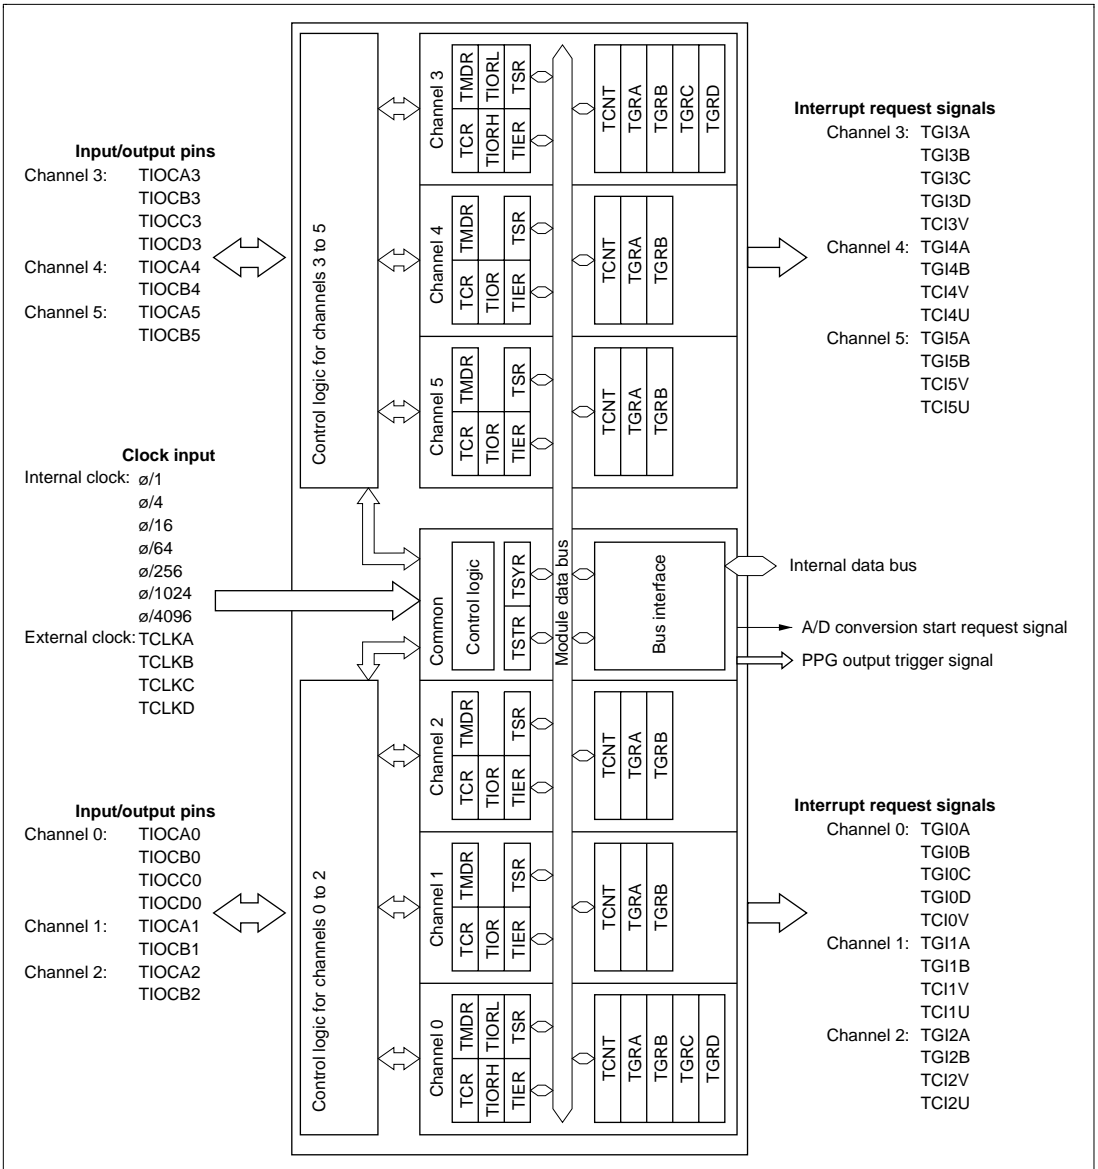 Input/output pins
Channel 3: TIOCA3
TIOCB3
TIOCC3
TIOCD3
Channel 4: TIOCA4
TIOCB4
Channel 5: TIOCA5
TIOCB5
Clock input
Internal clock: ø/1
ø/4
ø/16
ø/64
ø/256
ø/1024
ø/4096
External clock: TCLKA
TCLKB
TCLKC
TCLKD
Input/output pins
Channel 0: TIOCA0
TIOCB0
TIOCC0
TIOCD0
Channel 1: TIOCA1
TIOCB1
Channel 2: TIOCA2
TIOCB2
Control logic for channels 3 to 5
Control logic for channels 0 to 2
Channel 3
TCR TMDR
TIORH TIORL
TIER TSR
TCNT
TGRA
TGRB
TGRC
TGRD
Channel 4
TCR TMDR
TIOR
TIER TSR
TCNT
TGRA
TGRB
Channel 5
TCR TMDR
TIOR
TIER TSR
TCNT
TGRA
TGRB
Common
Control logic
TSTR TSYR
Module data bus
Bus interface
Channel 2
TCR TMDR
TIOR
TIER TSR
TCNT
TGRA
TGRB
Channel 1
TCR TMDR
TIOR
TIER TSR
TCNT
TGRA
TGRB
Channel 0
TCR TMDR
TIORH TIORL
TIER TSR
TCNT
TGRA
TGRB
TGRC
TGRD
Interrupt request signals
Channel 3: TGI3A
TGI3B
TGI3C
TGI3D
TCI3V
Channel 4: TGI4A
TGI4B
TCI4V
TCI4U
Channel 5: TGI5A
TGI5B
TCI5V
TCI5U
Internal data bus
A/D conversion start request signal
PPG output trigger signal
Interrupt request signals
Channel 0: TGI0A
TGI0B
TGI0C
TGI0D
TCI0V
Channel 1: TGI1A
TGI1B
TCI1V
TCI1U
Channel 2: TGI2A
TGI2B
TCI2V
TCI2U